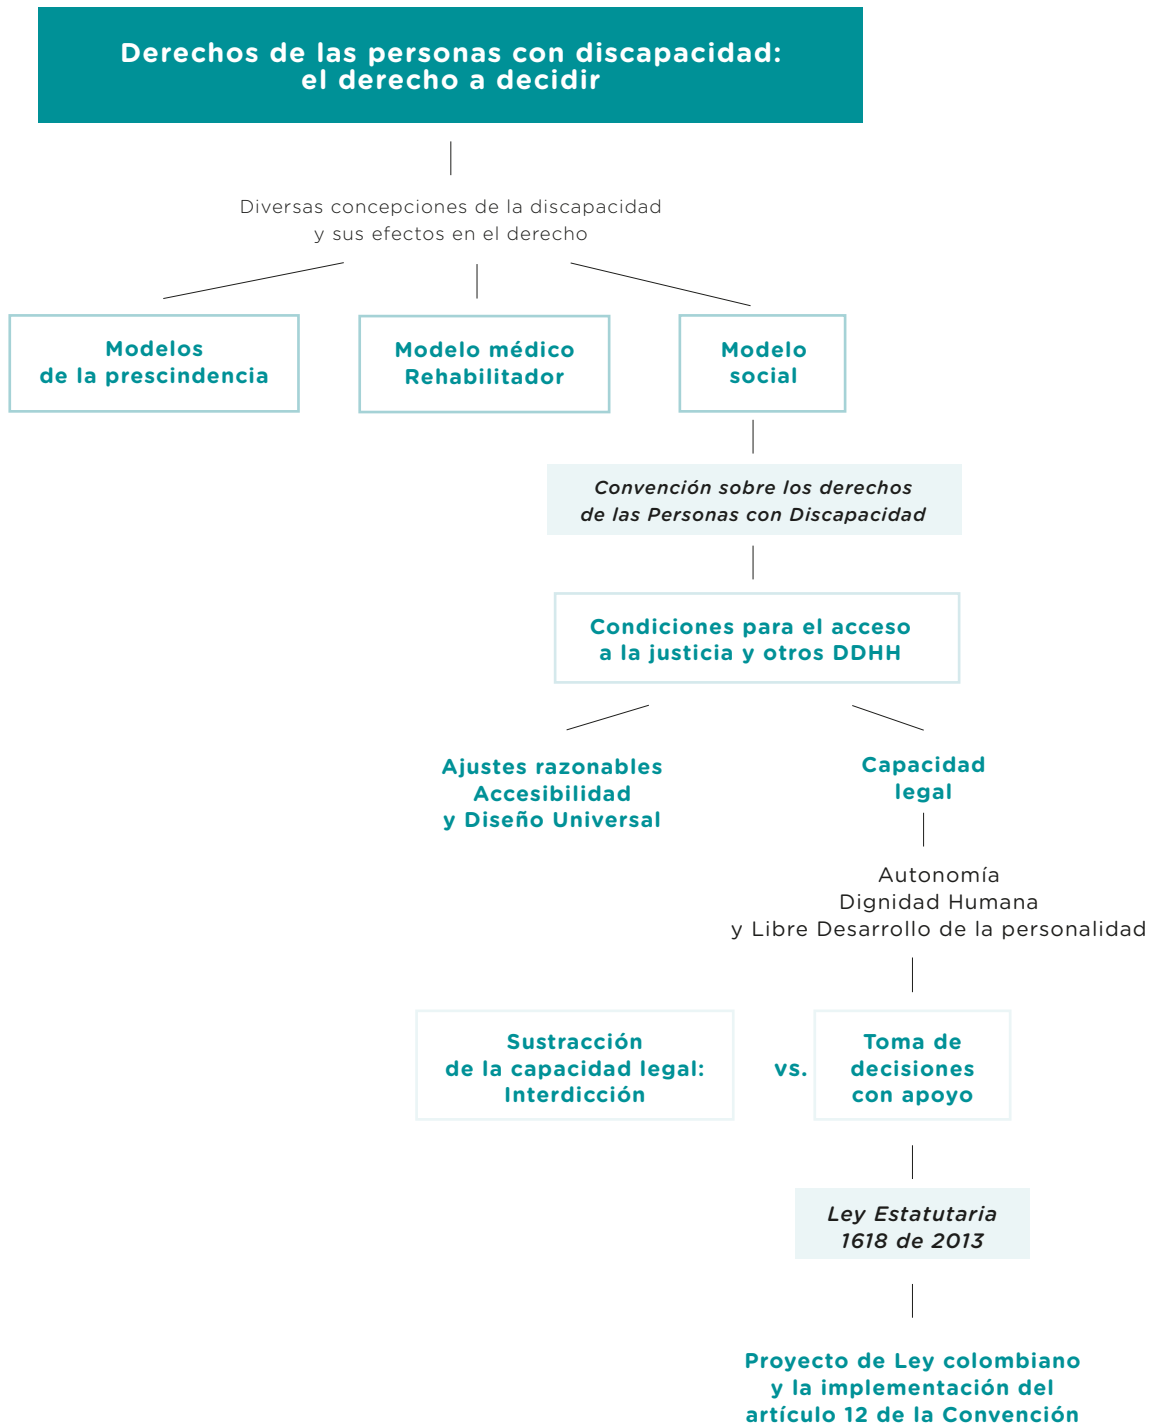 Derechos de las personas con discapacidad:
el derecho a decidir
Diversas concepciones de la discapacidad
y sus efectos en el derecho
Modelos
de la prescindencia
Modelo médico
Rehabilitador
Modelo
social
Convención sobre los derechos
de las Personas con Discapacidad
Condiciones para el acceso
a la justicia y otros DDHH
Ajustes razonables
Accesibilidad
y Diseño Universal
Capacidad
legal
Autonomía
Dignidad Humana
y Libre Desarrollo de la personalidad
Sustracción
de la capacidad legal:
Interdicción
vs.
Toma de
decisiones
con apoyo
Ley Estatutaria
1618 de 2013
Proyecto de Ley colombiano
y la implementación del
artículo 12 de la Convención